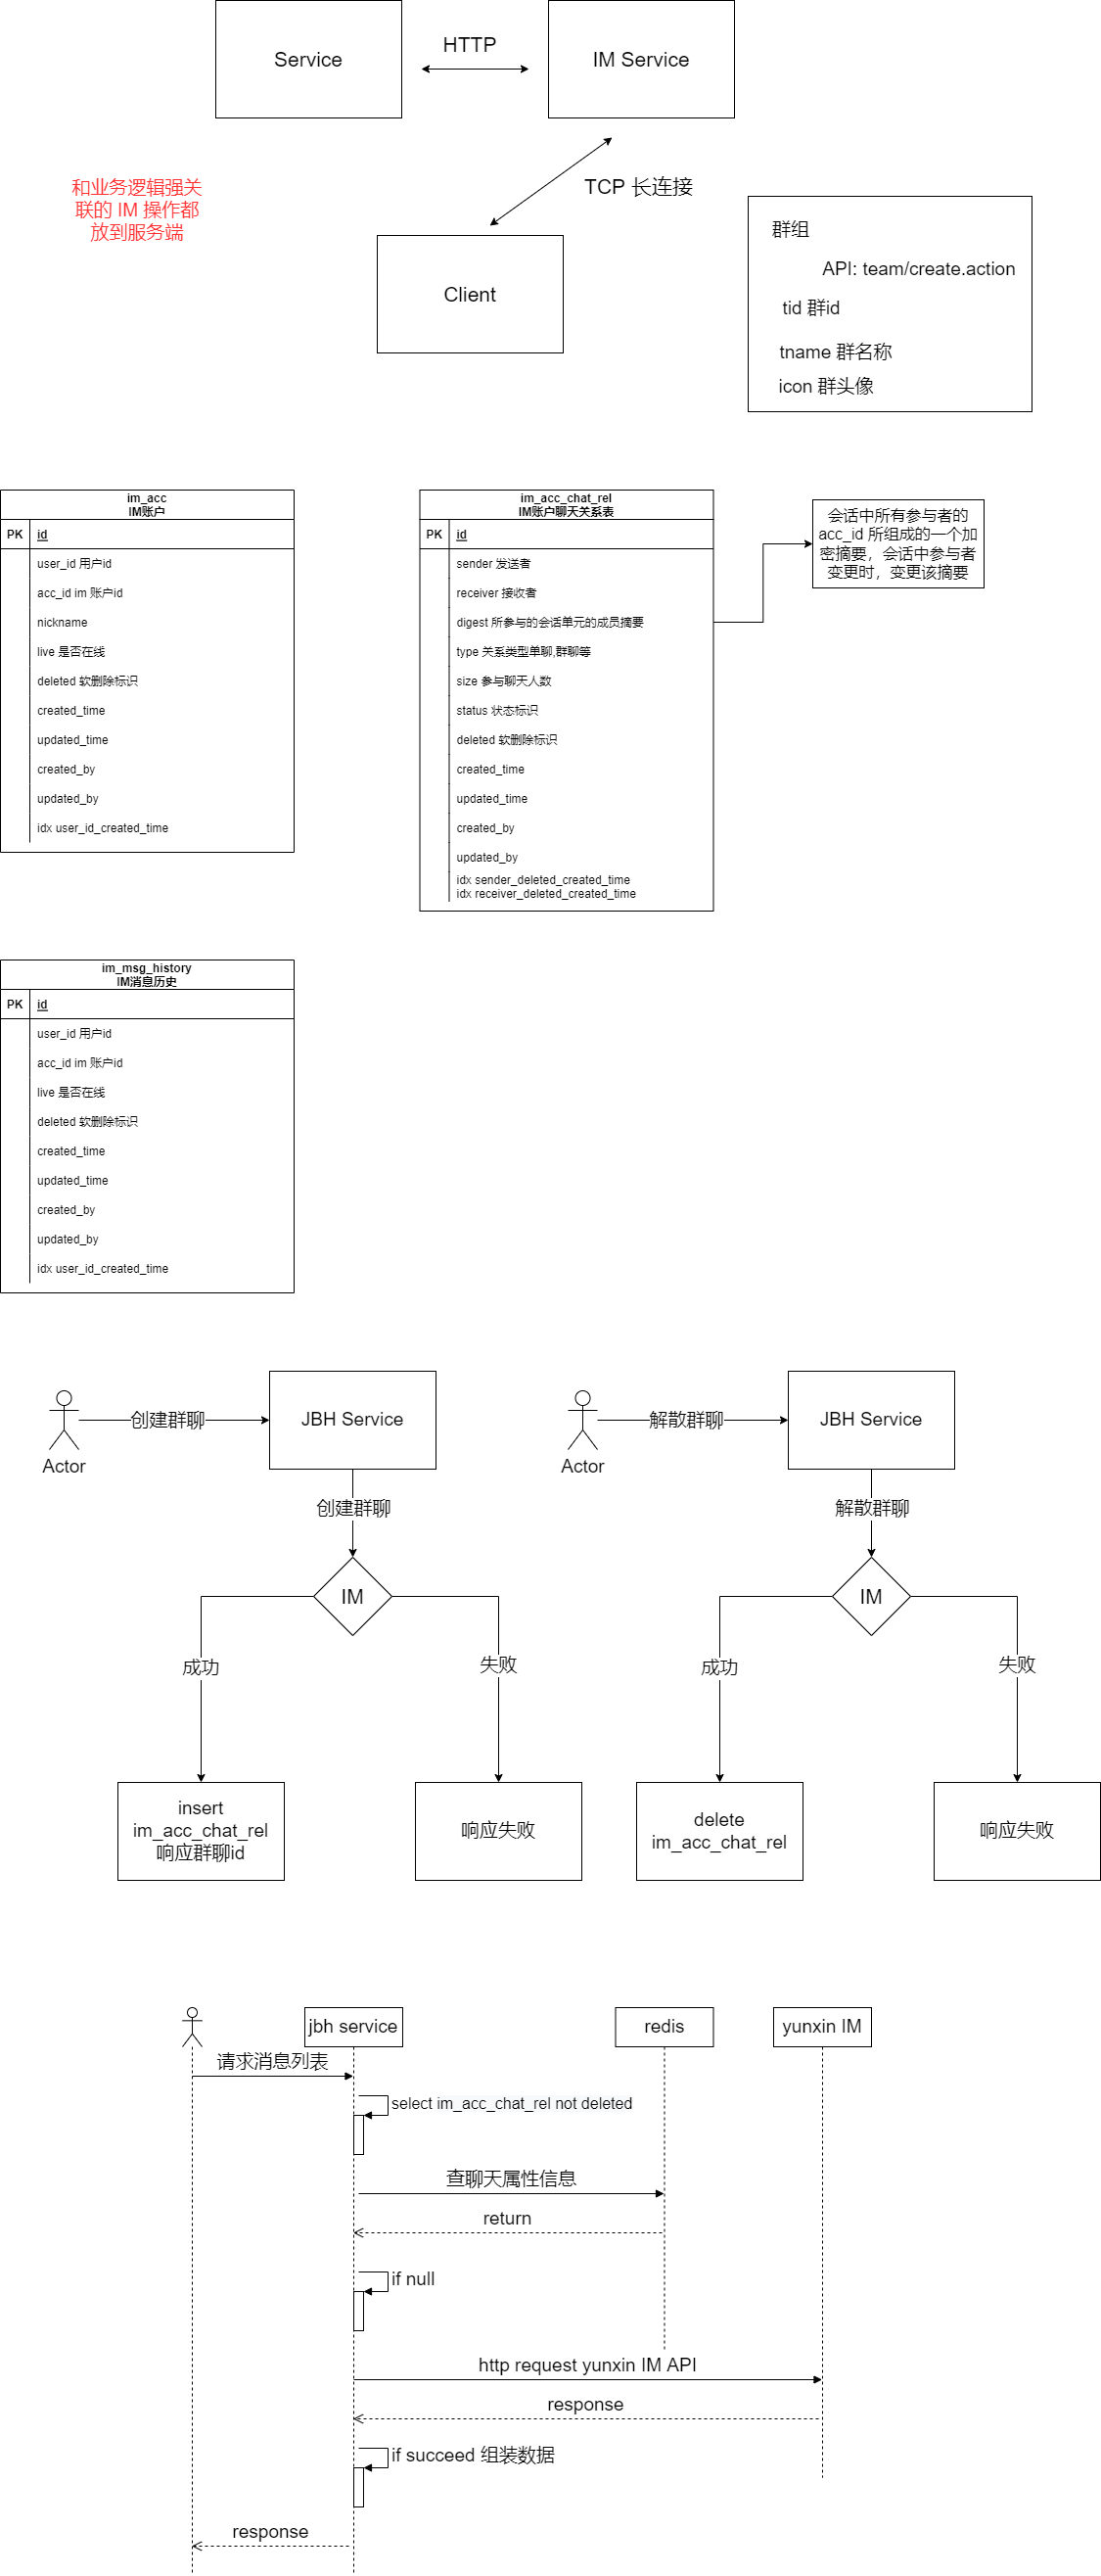 Service
HTTP
IM Service
TCP 长连接
和业务逻辑强关
联的 IM 操作都
放到服务端
Client
群组
API: team/create.action
tid 群id
tname 群名称
icon 群头像
im_acc
IM账户
PK id
user_id 用户id
acc_id im 账户id
nickname
live 是否在线
deleted 软删除标识
created_time
updated_time
created_by
updated_by
idx user_id_created_time
im_acc_chat_rel
IM账户聊天关系表
PK id
sender 发送者
receiver 接收者
digest 所参与的会话单元的成员摘要
type 关系类型单聊,群聊等
size 参与聊天人数
status 状态标识
deleted 软删除标识
created_time
updated_time
created_by
updated_by
idx sender_deleted_created_time
idx receiver_deleted_created_time
会话中所有参与者的
acc_id 所组成的一个加
密摘要，会话中参与者
变更时，变更该摘要
im_msg_history
IM消息历史
PK id
user_id 用户id
acc_id im 账户id
live 是否在线
deleted 软删除标识
created_time
updated_time
created_by
updated_by
idx user_id_created_time
Actor
创建群聊
JBH Service
创建群聊
IM
成功
失败
insert
im_acc_chat_rel
响应群聊id
响应失败
Actor
解散群聊
JBH Service
解散群聊
IM
成功
失败
delete
im_acc_chat_rel
响应失败
jbh service
redis
yunxin IM
请求消息列表
select im_acc_chat_rel not deleted
查聊天属性信息
return
if null
http request yunxin IM API
response
if succeed 组装数据
response